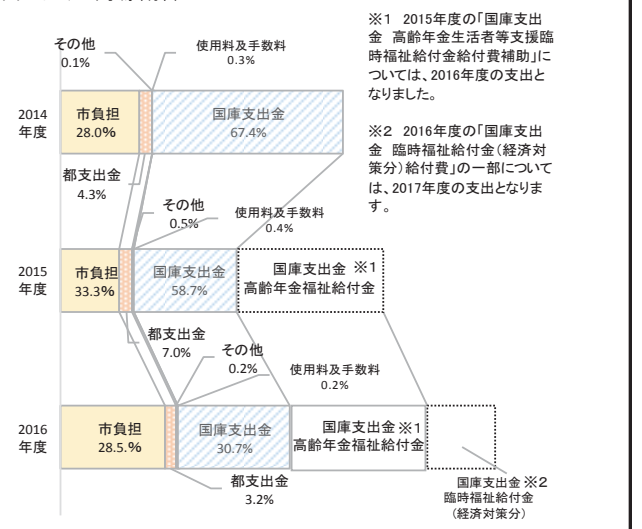 ※1 2015年度の「国庫支出
金 高齢年金生活者等支援臨
時福祉給付金給付費補助」に
ついては、2016年度の支出と
なりました。
※2 2016年度の「国庫支出
金 臨時福祉給付金(経済対
策分)給付費」の一部について
は、2017年度の支出となりま
す。
その他
0.1%
使用料及手数料
0.3%
2014
年度
市負担
28.0%
国庫支出金
67.4%
都支出金
4.3%
その他
0.5%
使用料及手数料
0.4%
2015
年度
市負担
33.3%
国庫支出金
58.7%
国庫支出金 ※1
高齢年金福祉給付金
都支出金
7.0%
その他
0.2%
使用料及手数料
0.2%
2016
年度
市負担
28.5.%
国庫支出金
30.7%
国庫支出金 ※1
高齢年金福祉給付金
都支出金
3.2%
国庫支出金 ※2
臨時福祉給付金
(経済対策分)